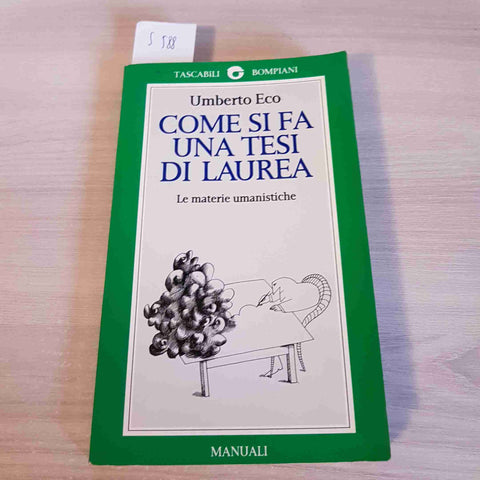 S 588
TASCABILI BOMPIANI
Umberto Eco
COME SI FA
UNA TESI
DI LAUREA
Le materie umanistiche
MANUALI